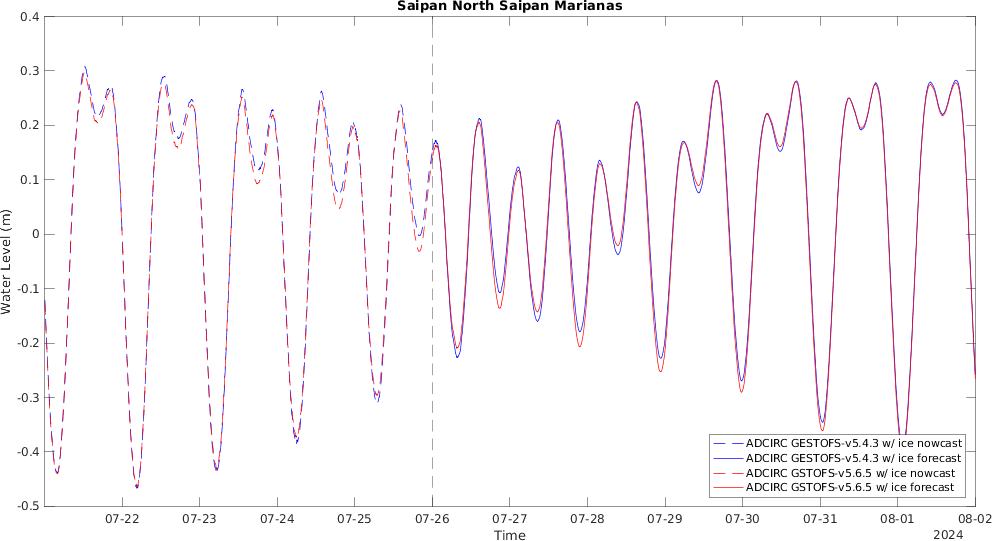 Saipan North Saipan Marianas
0.4
0.3
0.2
0.1
0
-0.1
-0.2
-0.3
-0.4
-0.5
Water Level (m)
ADCIRC GESTOFS-v5.4.3 w/ ice nowcast
ADCIRC GESTOFS-v5.4.3 w/ ice forecast
ADCIRC GSTOFS-v5.6.5 w/ ice nowcast
ADCIRC GSTOFS-v5.6.5 w/ ice forecast
07-22 07-23 07-24 07-25 07-26 07-27 07-28 07-29 07-30 07-31 08-01 08-02
Time
2024